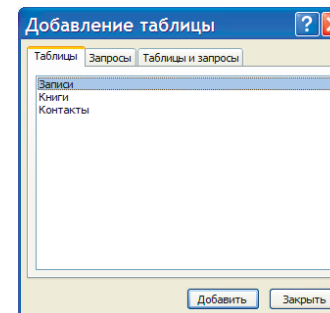 Добавление таблицы
Таблицы Запросы Таблицы и запросы
Записи
Книги
Контакты
Добавить Закрыть